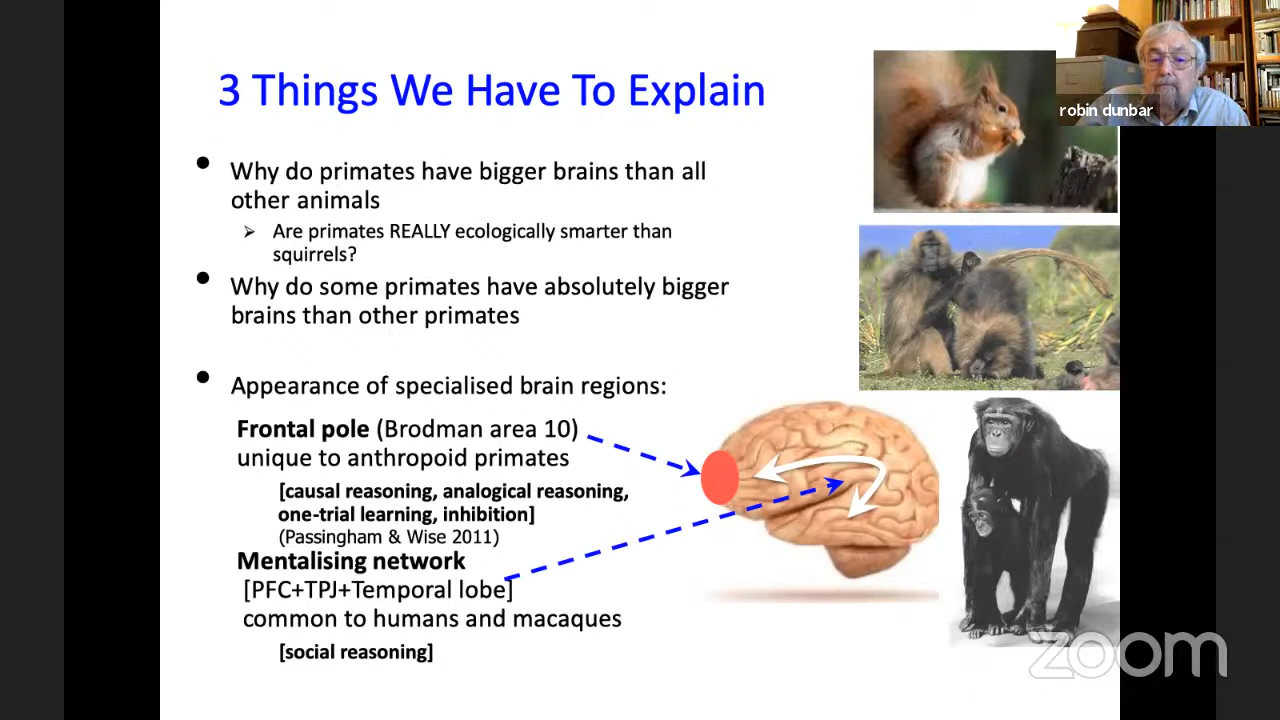 3 Things We Have To Explain
robin dunbar
• Why do primates have bigger brains than all
other animals
➢ Are primates REALLY ecologically smarter than
squirrels?
• Why do some primates have absolutely bigger
brains than other primates
• Appearance of specialised brain regions:
Frontal pole (Brodman area 10)
unique to anthropoid primates
[causal reasoning, analogical reasoning,
one-trial learning, inhibition]
(Passingham & Wise 2011)
Mentalising network
[PFC+TPJ+Temporal lobe]
common to humans and macaques
[social reasoning]
zoom